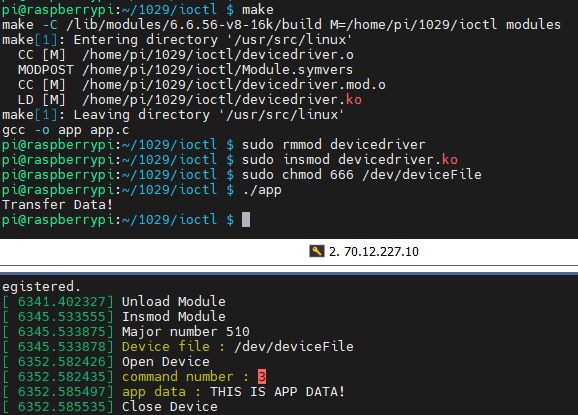 pi@raspberrypi:~/1029/ioctl $ make
make -C /lib/modules/6.6.56-v8-16k/build M=/home/pi/1029/ioctl modules
make[1]: Entering directory '/usr/src/linux'
  CC [M]  /home/pi/1029/ioctl/devicedriver.o
  MODPOST /home/pi/1029/ioctl/Module.symvers
  CC [M]  /home/pi/1029/ioctl/devicedriver.mod.o
  LD [M]  /home/pi/1029/ioctl/devicedriver.ko
make[1]: Leaving directory '/usr/src/linux'
gcc -o app app.c
pi@raspberrypi:~/1029/ioctl $ sudo rmmod devicedriver
pi@raspberrypi:~/1029/ioctl $ sudo insmod devicedriver.ko
pi@raspberrypi:~/1029/ioctl $ sudo chmod 666 /dev/deviceFile
pi@raspberrypi:~/1029/ioctl $ ./app
Transfer Data!
pi@raspberrypi:~/1029/ioctl $
2. 70.12.227.10
egistered.
[ 6341.402327] Unload Module
[ 6345.533555] Insmod Module
[ 6345.533875] Major number 510
[ 6345.533878] Device file : /dev/deviceFile
[ 6352.582426] Open Device
[ 6352.582435] command number : 3
[ 6352.585497] app data : THIS IS APP DATA!
[ 6352.585535] Close Device